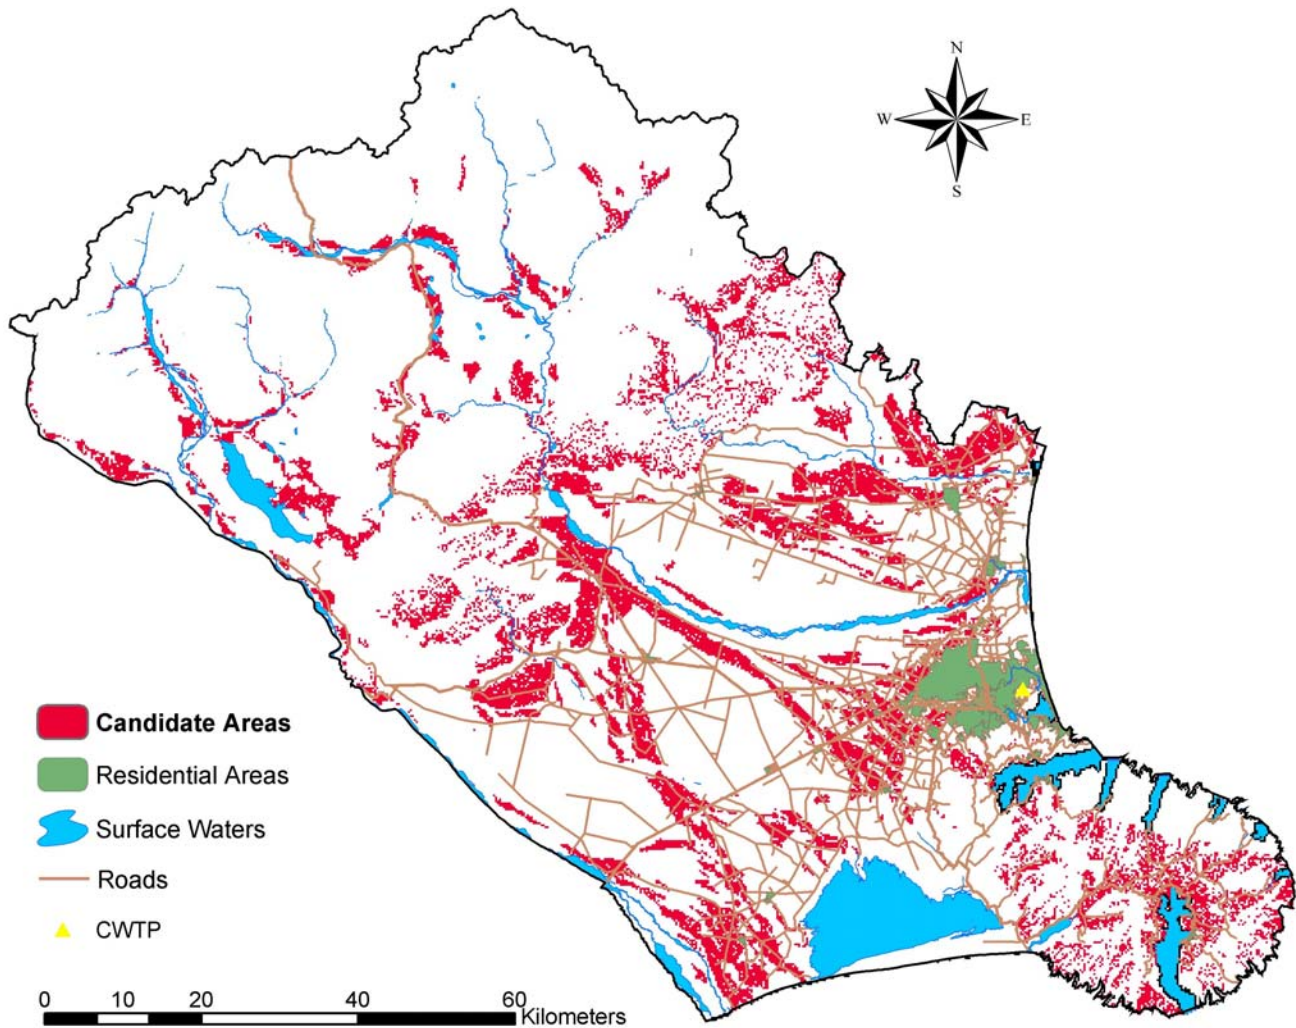 N
W E
S
Candidate Areas
Residential Areas
Surface Waters
Roads
CWTP
0 10 20 40 60
Kilometers